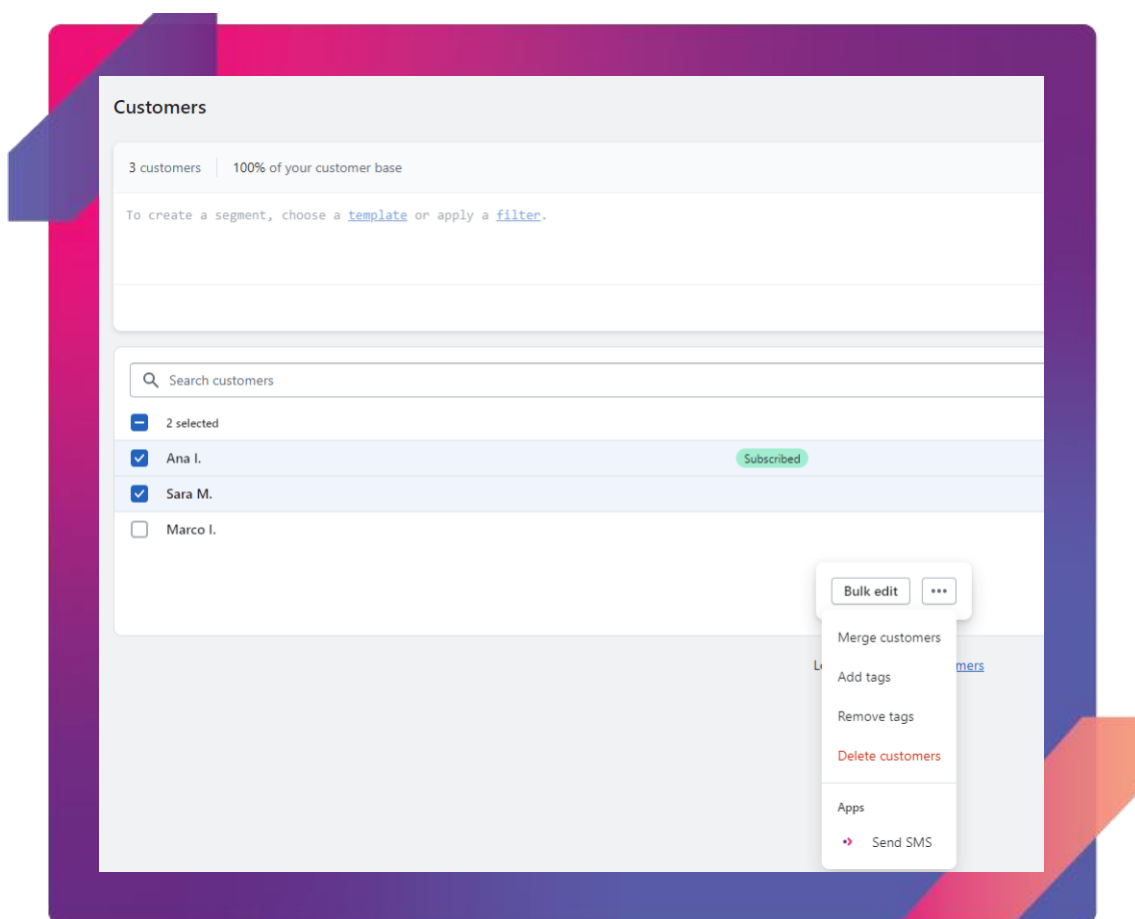 Customers
3 customers 100% of your customer base
To create a segment, choose a template or apply a filter.
Search customers
2 selected
Ana I. Subscribed
Sara M.
Marco I.
Bulk edit
Merge customers
Add tags
Remove tags
Delete customers
Apps
Send SMS